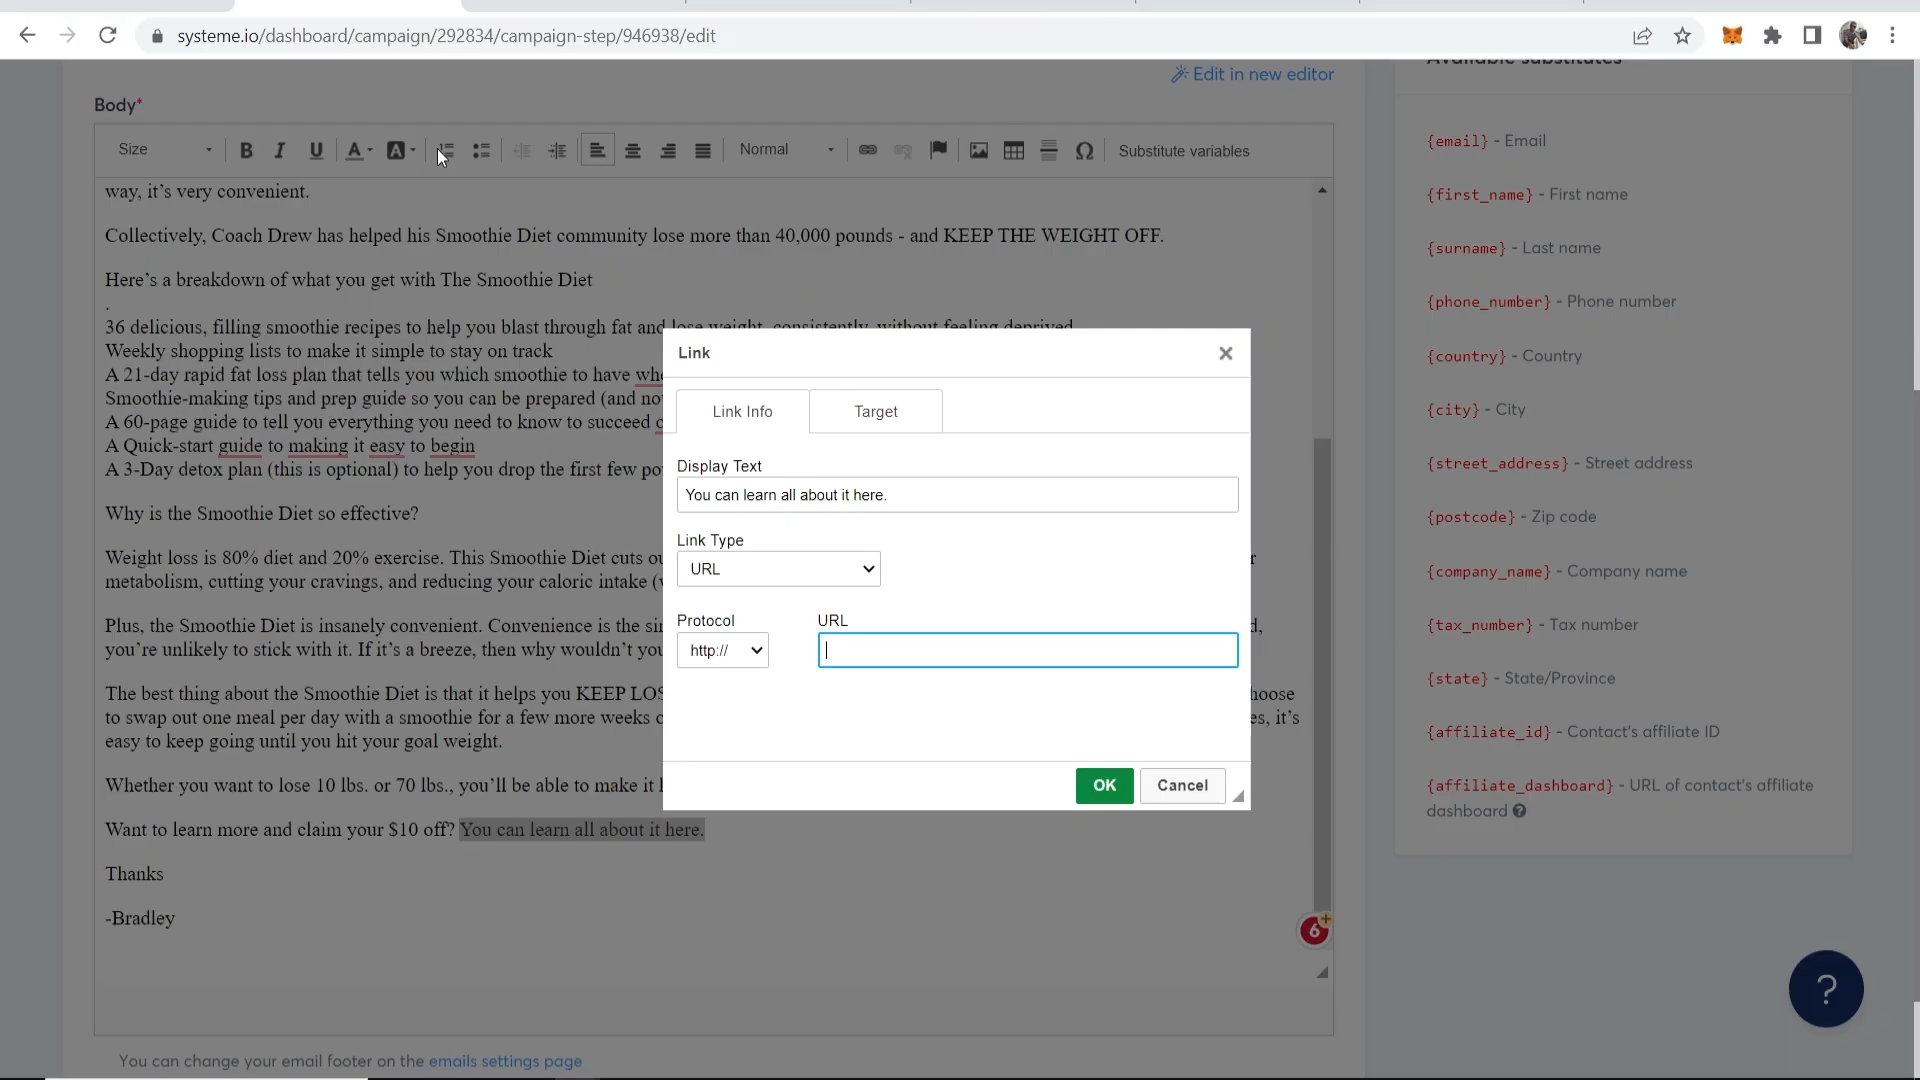 systeme.io/dashboard/campaign/292834/campaign-step/946938/edit
Edit in new editor
Body*
Size
B I U A A
Normal
Substitute variables
way, it's very convenient.
Collectively, Coach Drew has helped his Smoothie Diet community lose more than 40,000 pounds - and KEEP THE WEIGHT OFF.
Here's a breakdown of what you get with The Smoothie Diet
.
36 delicious, filling smoothie recipes to help you blast through fat and lose weight, consistently, without feeling deprived
Weekly shopping lists to make it simple to stay on track
A 21-day rapid fat loss plan that tells you which smoothie to have
Smoothie-making tips and prep guide so you can be prepared (and
A 60-page guide to tell you everything you need to know to succeed
A Quick-start guide to making it easy to begin
A 3-Day detox plan (this is optional) to help you drop the first few
Why is the Smoothie Diet so effective?
Weight loss is 80% diet and 20% exercise. This Smoothie Diet cuts
metabolism, cutting your cravings, and reducing your caloric intake
Plus, the Smoothie Diet is insanely convenient. Convenience is the
you're unlikely to stick with it. If it's a breeze, then why wouldn't you
The best thing about the Smoothie Diet is that it helps you KEEP
to swap out one meal per day with a smoothie for a few more weeks it's
easy to keep going until you hit your goal weight.
Whether you want to lose 10 lbs. or 70 lbs., you'll be able to make it
Want to learn more and claim your $10 off? You can learn all about it here.
Thanks
-Bradley
6
You can change your email footer on the emails settings page
Link
Link Info
Target
Display Text
You can learn all about it here.
Link Type
URL
Protocol
URL
http://
OK
Cancel
Available substitutes
{email} - Email
{first_name} - First name
{surname} - Last name
{phone_number} - Phone number
{country} - Country
{city} - City
{street_address} - Street address
{postcode} - Zip code
{company_name} - Company name
{tax_number} - Tax number
{state} - State/Province
{affiliate_id} - Contact's affiliate ID
{affiliate_dashboard} - URL of contact's affiliate
dashboard ?
?